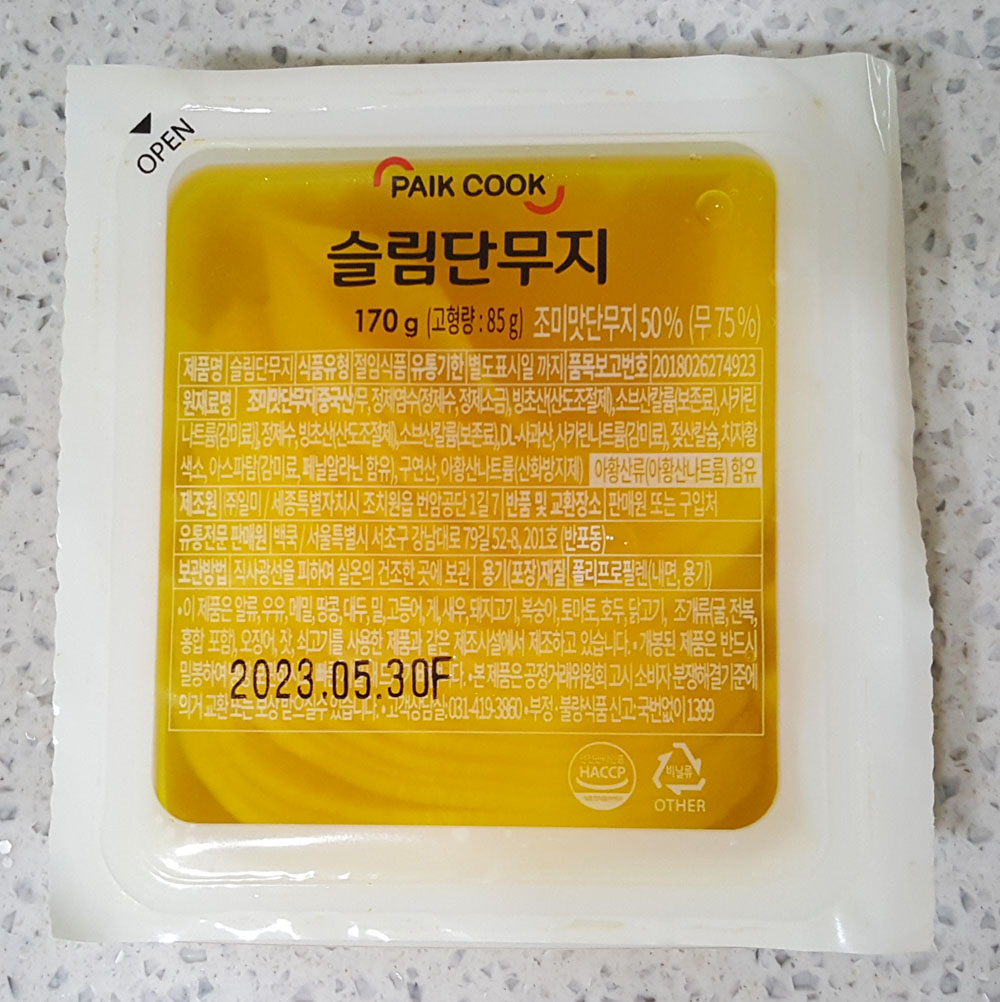 OPEN
PAIK COOK
슬림단무지
170 g (고형량 : 85 g) 조미맛단무지 50 % (무 75 %)
제품명 슬림단무지 식품유형 절임식품 유통기한 별도표시일 까지 품목보고번호 2018026274923
원재료명 조미맛단무지[중국산무, 정제염수(정제수, 정제소금), 빙초산(산도조절제), 소브산칼륨(보존료), 사카린
나트륨(감미료)], 정제수, 빙초산(산도조절제), 소브산칼륨(보존료), DL-사과산, 사카린나트륨(감미료), 젖산칼슘, 치자황
색소, 아스파탐(감미료, 페닐알라닌 함유), 구연산, 아황산나트륨(산화방지제) 아황산류(아황산나트륨) 함유
제조원 ㈜일미 / 세종특별자치시 조치원읍 번암공단 1길 7 반품 및 교환장소 판매원 또는 구입처
유통전문 판매원 백쿡 / 서울특별시 서초구 강남대로 79길 52-8, 201호 (반포동)
보관방법 직사광선을 피하여 실온의 건조한 곳에 보관 용기(포장)재질 폴리프로필렌(내면, 용기)
•이 제품은 알류, 우유, 메밀, 땅콩, 대두, 밀, 고등어, 게, 새우, 돼지고기, 복숭아, 토마토, 호두, 닭고기, 조개류(굴, 전복,
홍합 포함), 오징어, 잣, 쇠고기를 사용한 제품과 같은 제조시설에서 제조하고 있습니다. •개봉된 제품은 반드시
밀봉하여 •본 제품은 공정거래위원회 고시 소비자 분쟁해결기준에
2023.05.30F
의거 교환 또는 보상 받으실수 있습니다. •고객상담실: 031-419-3860 •부정·불량식품 신고: 국번없이 1399
HACCP
비닐류
OTHER